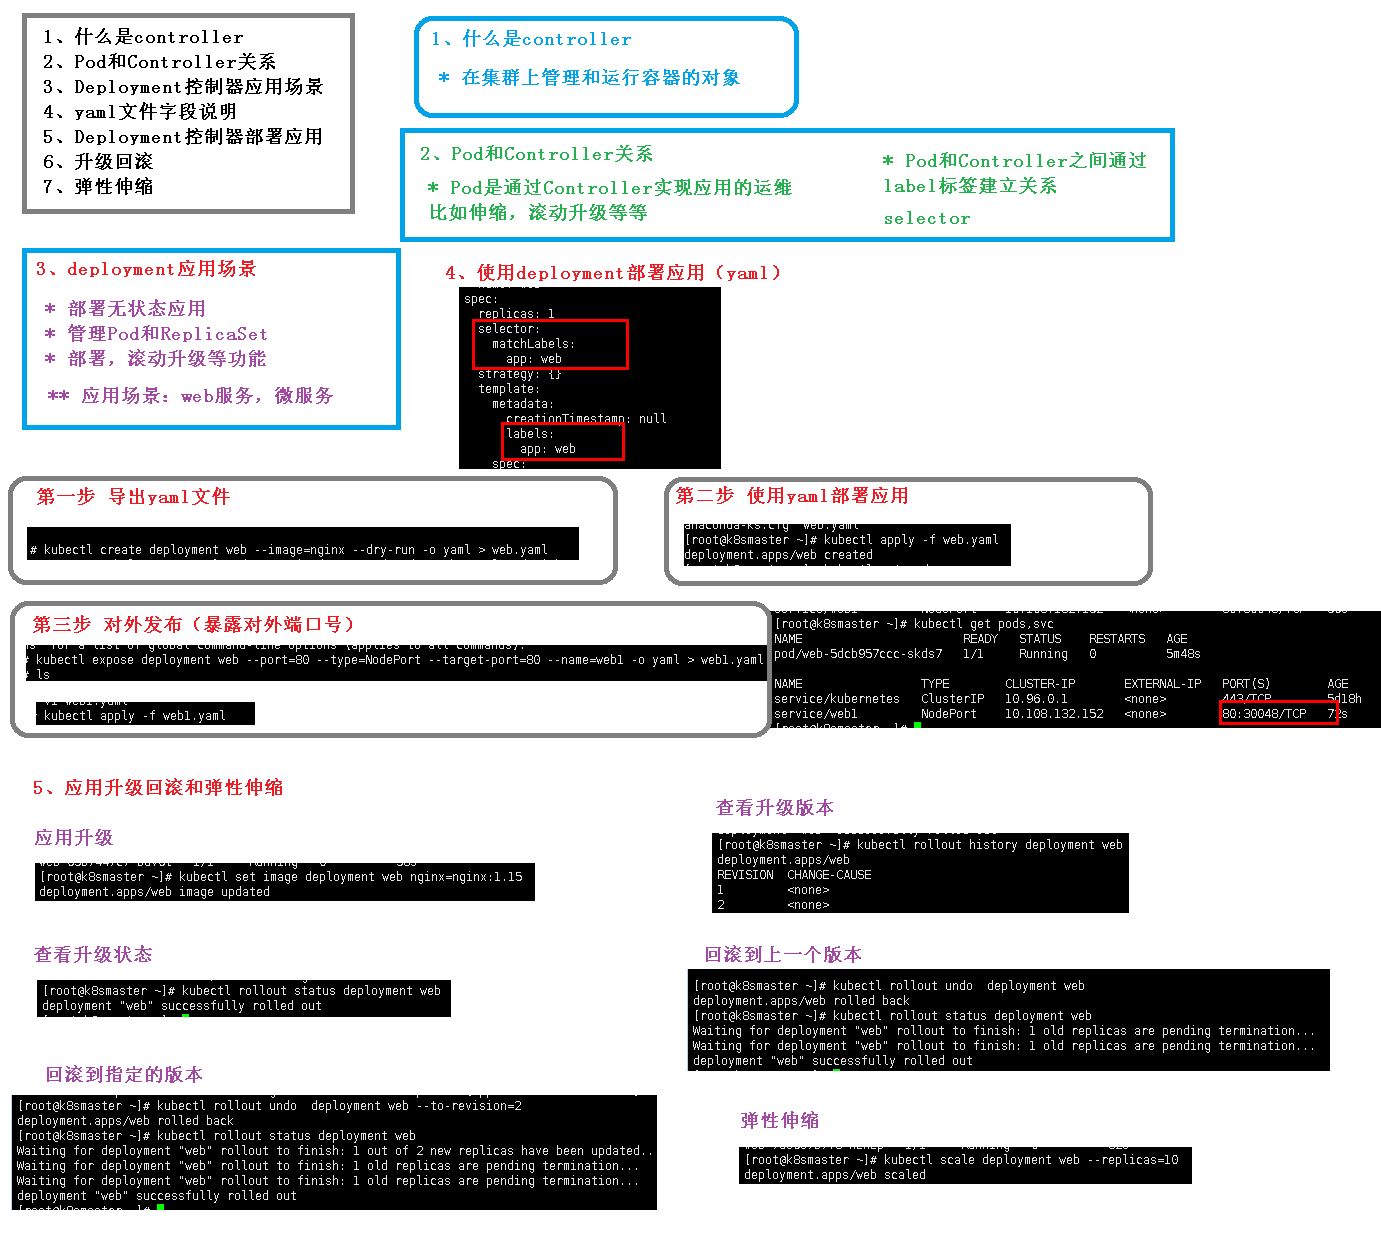 1、什么是controller
2、Pod和Controller关系
3、Deployment控制器应用场景
4、yaml文件字段说明
5、Deployment控制器部署应用
6、升级回滚
7、弹性伸缩
1、什么是controller
* 在集群上管理和运行容器的对象
2、Pod和Controller关系
* Pod是通过Controller实现应用的运维
比如伸缩，滚动升级等等
* Pod和Controller之间通过
label标签建立关系
selector
3、deployment应用场景
* 部署无状态应用
* 管理Pod和ReplicaSet
* 部署，滚动升级等功能
** 应用场景：web服务，微服务
4、使用deployment部署应用（yaml）
spec:
replicas: 1
selector:
matchLabels:
app: web
strategy: {}
template:
metadata:
creationTimestamp: null
labels:
app: web
spec:
第一步 导出yaml文件
# kubectl create deployment web --image=nginx --dry-run -o yaml > web.yaml
第二步 使用yaml部署应用
anaconda-ks.cfg web.yaml
[root@k8smaster ~]# kubectl apply -f web.yaml
deployment.apps/web created
第三步 对外发布（暴露对外端口号）
for a list of global command-line options (applies to all commands).
# kubectl expose deployment web --port=80 --type=NodePort --target-port=80 --name=web1 -o yaml > web1.yaml
# ls
vi web1.yaml
kubectl apply -f web1.yaml
[root@k8smaster ~]# kubectl get pods,svc
NAME READY STATUS RESTARTS AGE
pod/web-5dcb957ccc-skds7 1/1 Running 0 5m48s
NAME TYPE CLUSTER-IP EXTERNAL-IP PORT(S) AGE
service/kubernetes ClusterIP 10.96.0.1 <none> 443/TCP 5d18h
service/web1 NodePort 10.108.132.152 <none> 80:30048/TCP 72s
5、应用升级回滚和弹性伸缩
应用升级
[root@k8smaster ~]# kubectl set image deployment web nginx=nginx:1.15
deployment.apps/web image updated
查看升级版本
[root@k8smaster ~]# kubectl rollout history deployment web
deployment.apps/web
REVISION CHANGE-CAUSE
1 <none>
2 <none>
查看升级状态
[root@k8smaster ~]# kubectl rollout status deployment web
deployment "web" successfully rolled out
回滚到上一个版本
[root@k8smaster ~]# kubectl rollout undo  deployment web
deployment.apps/web rolled back
[root@k8smaster ~]# kubectl rollout status deployment web
Waiting for deployment "web" rollout to finish: 1 old replicas are pending termination...
Waiting for deployment "web" rollout to finish: 1 old replicas are pending termination...
deployment "web" successfully rolled out
回滚到指定的版本
[root@k8smaster ~]# kubectl rollout undo  deployment web --to-revision=2
deployment.apps/web rolled back
[root@k8smaster ~]# kubectl rollout status deployment web
Waiting for deployment "web" rollout to finish: 1 out of 2 new replicas have been updated..
Waiting for deployment "web" rollout to finish: 1 old replicas are pending termination...
Waiting for deployment "web" rollout to finish: 1 old replicas are pending termination...
deployment "web" successfully rolled out
弹性伸缩
[root@k8smaster ~]# kubectl scale deployment web --replicas=10
deployment.apps/web scaled